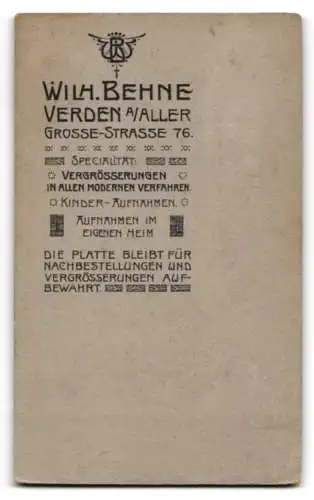 WILH. BEHNE
VERDEN A/ALLER
GROSSE-STRASSE 76.
SPECIALITÄT:
VERGRÖSSERUNGEN
IN ALLEN MODERNEN VERFAHREN.
KINDER-AUFNAHMEN.
AUFNAHMEN IM
EIGENEN HEIM
DIE PLATTE BLEIBT FÜR
NACHBESTELLUNGEN UND
VERGRÖSSERUNGEN AUF-
BEWAHRT.